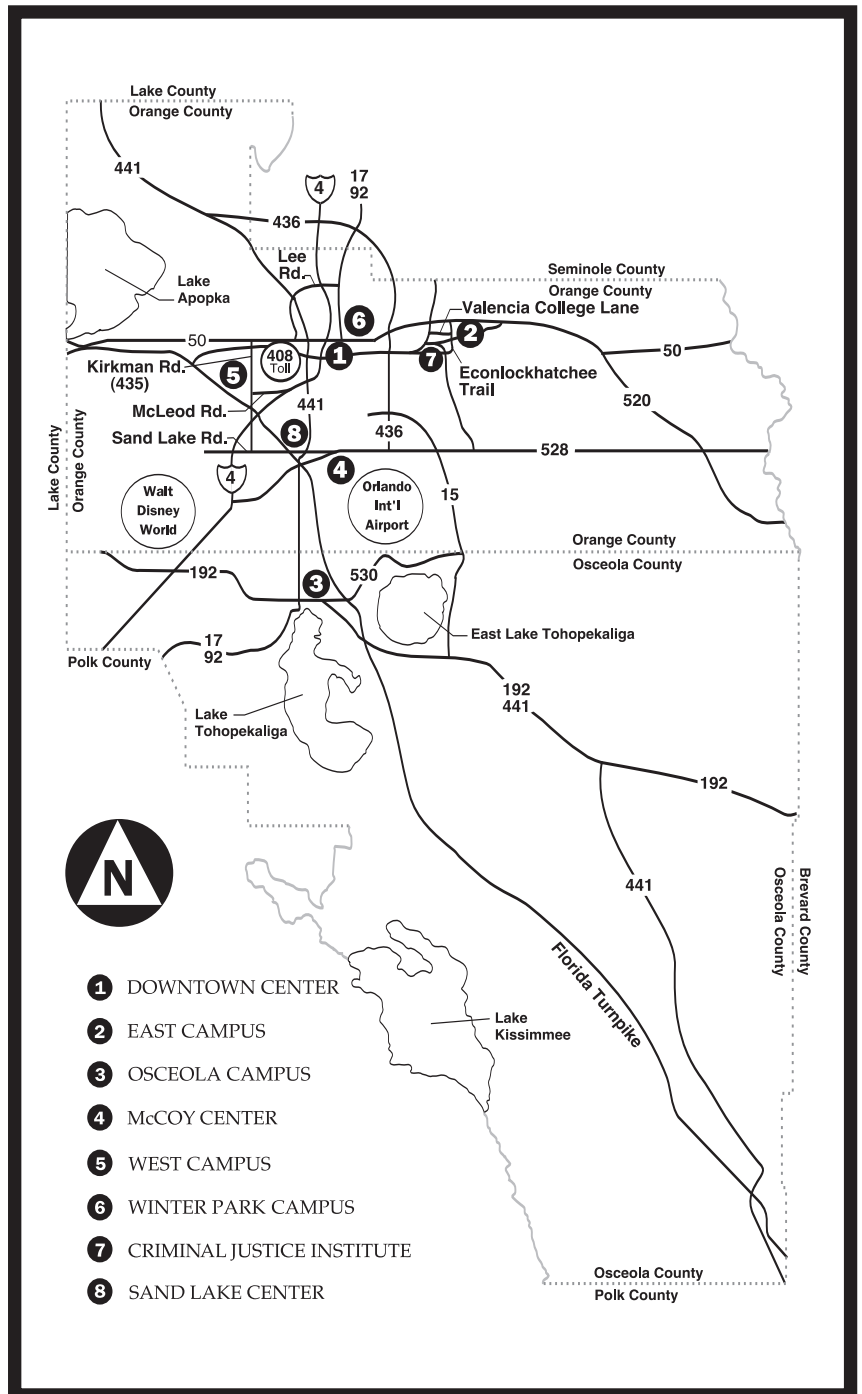 Lake County
Orange County
441
4
17
92
436
Lee
Rd.
Lake
Apopka
Seminole County
Orange County
Valencia College Lane
6
2
50
408
Toll
1
7
50
Kirkman Rd.
(435)
5
Econlockhatchee
Trail
McLeod Rd.
441
520
8
436
Sand Lake Rd.
528
4
4
Lake County
Orange County
Walt
Disney
World
Orlando
Int'l
Airport
15
Orange County
Osceola County
192
3
530
East Lake Tohopekaliga
17
92
Polk County
192
441
Lake
Tohopekaliga
192
N
441
Brevard County
Osceola County
Florida Turnpike
Lake
Kissimmee
1 DOWNTOWN CENTER
2 EAST CAMPUS
3 OSCEOLA CAMPUS
4 McCOY CENTER
5 WEST CAMPUS
6 WINTER PARK CAMPUS
7 CRIMINAL JUSTICE INSTITUTE
8 SAND LAKE CENTER
Osceola County
Polk County